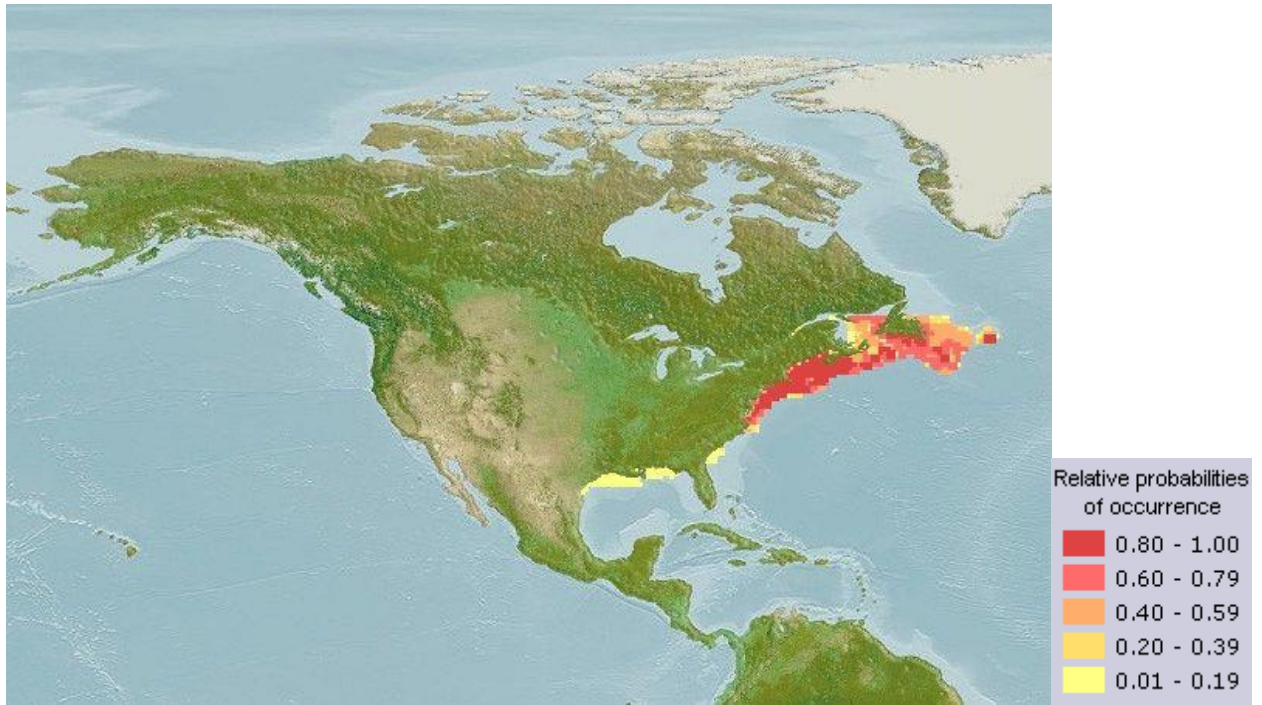 Relative probabilities
of occurrence
0.80 - 1.00
0.60 - 0.79
0.40 - 0.59
0.20 - 0.39
0.01 - 0.19